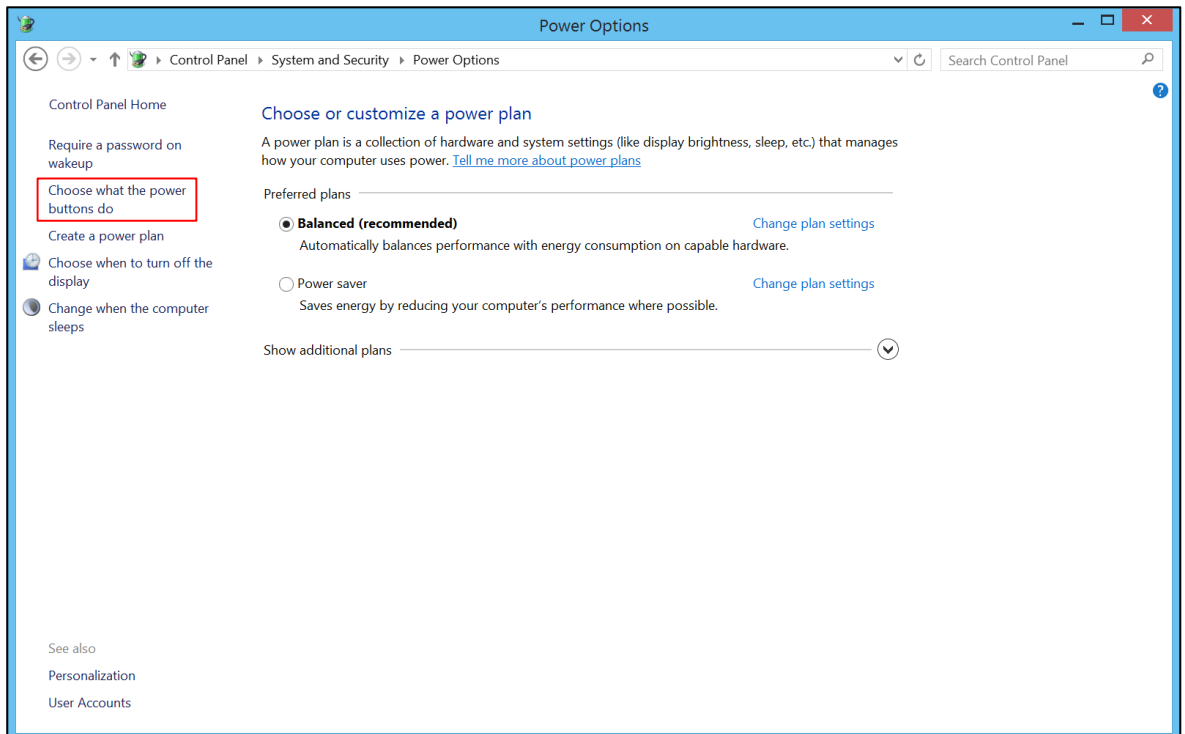 Power Options
Control Panel System and Security Power Options
Search Control Panel
Control Panel Home
Require a password on
wakeup
Choose what the power
buttons do
Create a power plan
Choose when to turn off the
display
Change when the computer
sleeps
Choose or customize a power plan
A power plan is a collection of hardware and system settings (like display brightness, sleep, etc.) that manages
how your computer uses power. Tell me more about power plans
Preferred plans
Balanced (recommended) Change plan settings
Automatically balances performance with energy consumption on capable hardware.
Power saver Change plan settings
Saves energy by reducing your computer's performance where possible.
Show additional plans
See also
Personalization
User Accounts